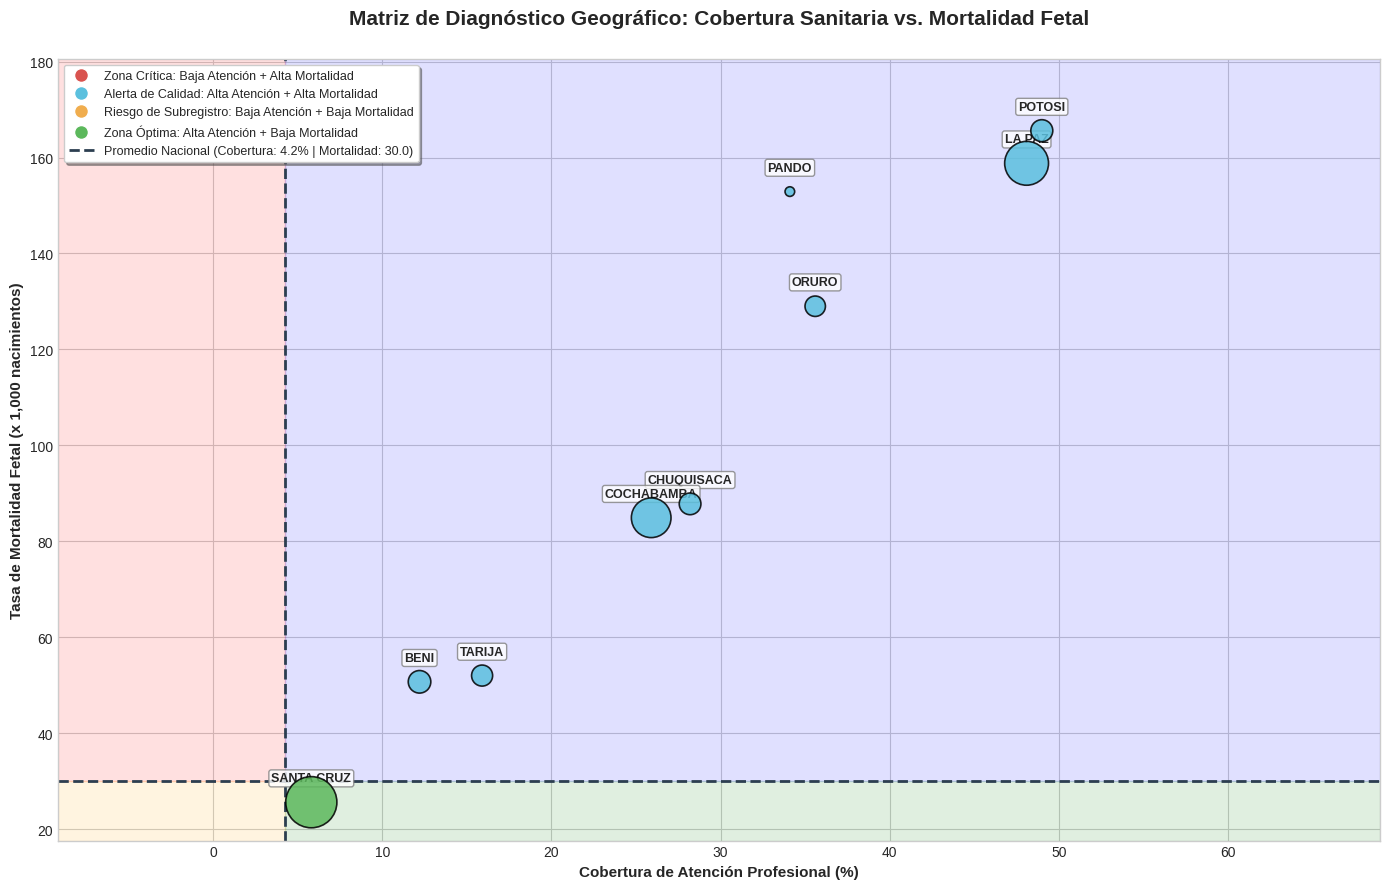 Matriz de Diagnóstico Geográfico: Cobertura Sanitaria vs. Mortalidad Fetal
Zona Crítica: Baja Atención + Alta Mortalidad
Alerta de Calidad: Alta Atención + Alta Mortalidad
Riesgo de Subregistro: Baja Atención + Baja Mortalidad
Zona Óptima: Alta Atención + Baja Mortalidad
Promedio Nacional (Cobertura: 4.2% | Mortalidad: 30.0)
Tasa de Mortalidad Fetal (x 1,000 nacimientos)
180
160
140
120
100
80
60
40
20
POTOSI
LA PAZ
PANDO
ORURO
CHUQUISACA
COCHABAMBA
TARIJA
BENI
SANTA CRUZ
0 10 20 30 40 50 60
Cobertura de Atención Profesional (%)